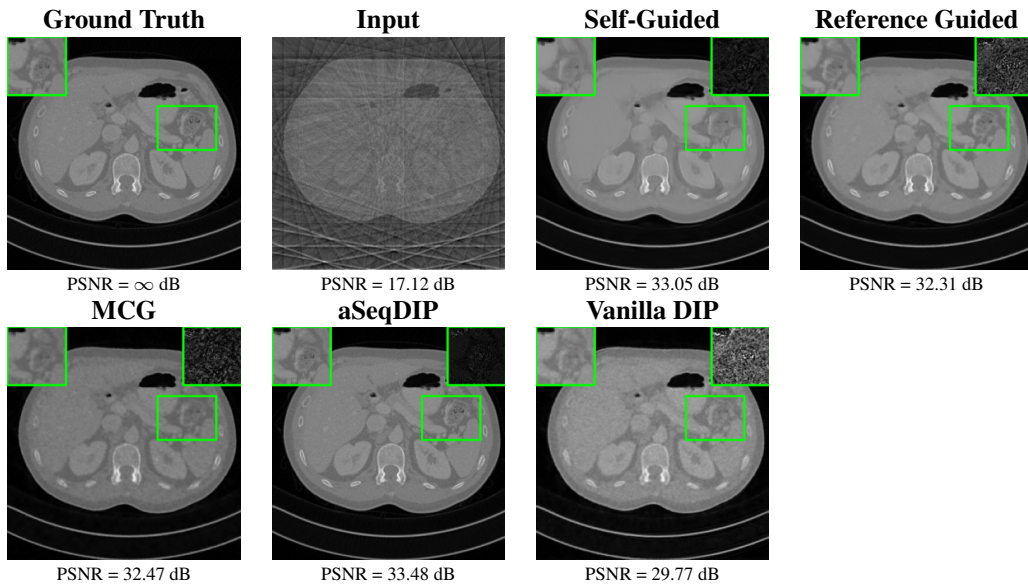 Ground Truth
Input
Self-Guided
Reference Guided
PSNR = ∞ dB
PSNR = 17.12 dB
PSNR = 33.05 dB
PSNR = 32.31 dB
MCG
aSeqDIP
Vanilla DIP
PSNR = 32.47 dB
PSNR = 33.48 dB
PSNR = 29.77 dB